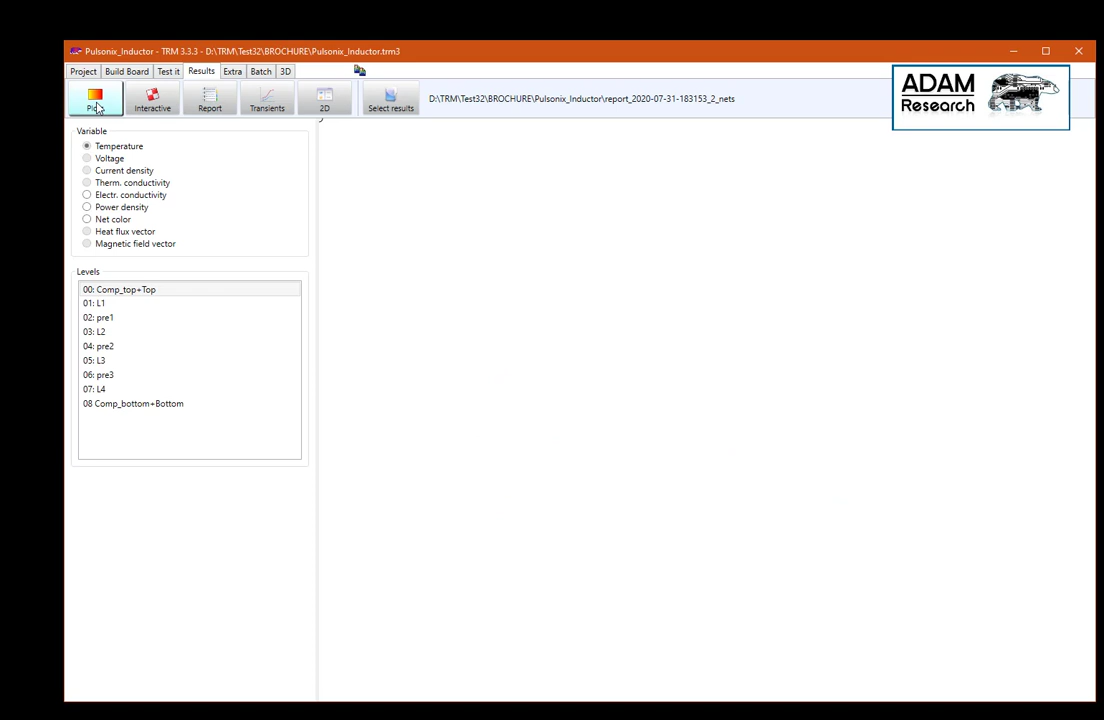 Pulsonix_Inductor - TRM 3.3.3 - D:\TRM\Test32\BROCHURE\Pulsonix_Inductor.trm3
Project Build Board Test it Results Extra Batch 3D
Interactive Report Transients 2D Select results
D:\TRM\Test32\BROCHURE\Pulsonix_Inductor\report_2020-07-31-183153_2_nets
ADAM
Research
Variable
Temperature
Voltage
Current density
Therm. conductivity
Electr. conductivity
Power density
Net color
Heat flux vector
Magnetic field vector
Levels
00: Comp_top+Top
01: L1
02: pre1
03: L2
04: pre2
05: L3
06: pre3
07: L4
08 Comp_bottom+Bottom